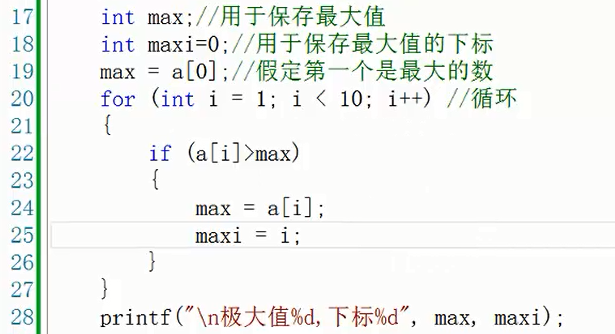 17 int max;//用于保存最大值
18 int maxi=0;//用于保存最大值的下标
19 max = a[0];//假定第一个是最大的数
20 for (int i = 1; i < 10; i++) //循环
21 {
22 if (a[i]>max)
23 {
24 max = a[i];
25 maxi = i;
26 }
27 }
28 printf("\n极大值%d,下标%d", max, maxi);